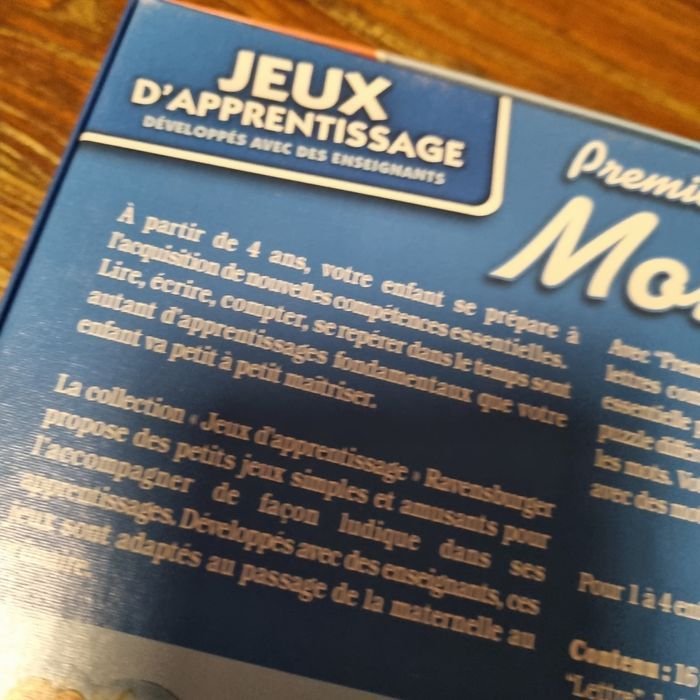 JEUX
D'APPRENTISSAGE
DÉVELOPPÉS AVEC DES ENSEIGNANTS
À partir de 4 ans, votre enfant se prépare à
l'acquisition de nouvelles compétences essentielles.
Lire, écrire, compter, se repérer dans le temps sont
autant d'apprentissages fondamentaux que votre
enfant va petit à petit maîtriser.
La collection « Jeux d'apprentissage » Ravensburger
propose des petits jeux simples et amusants pour
l'accompagner de façon ludique dans ses
apprentissages. Développés avec des enseignants, ces
jeux sont adaptés au passage de la maternelle au
Avec
lettres
essentielle
puzzle
les mots.
avec des
Pour 1 à 4
Contenu : 15